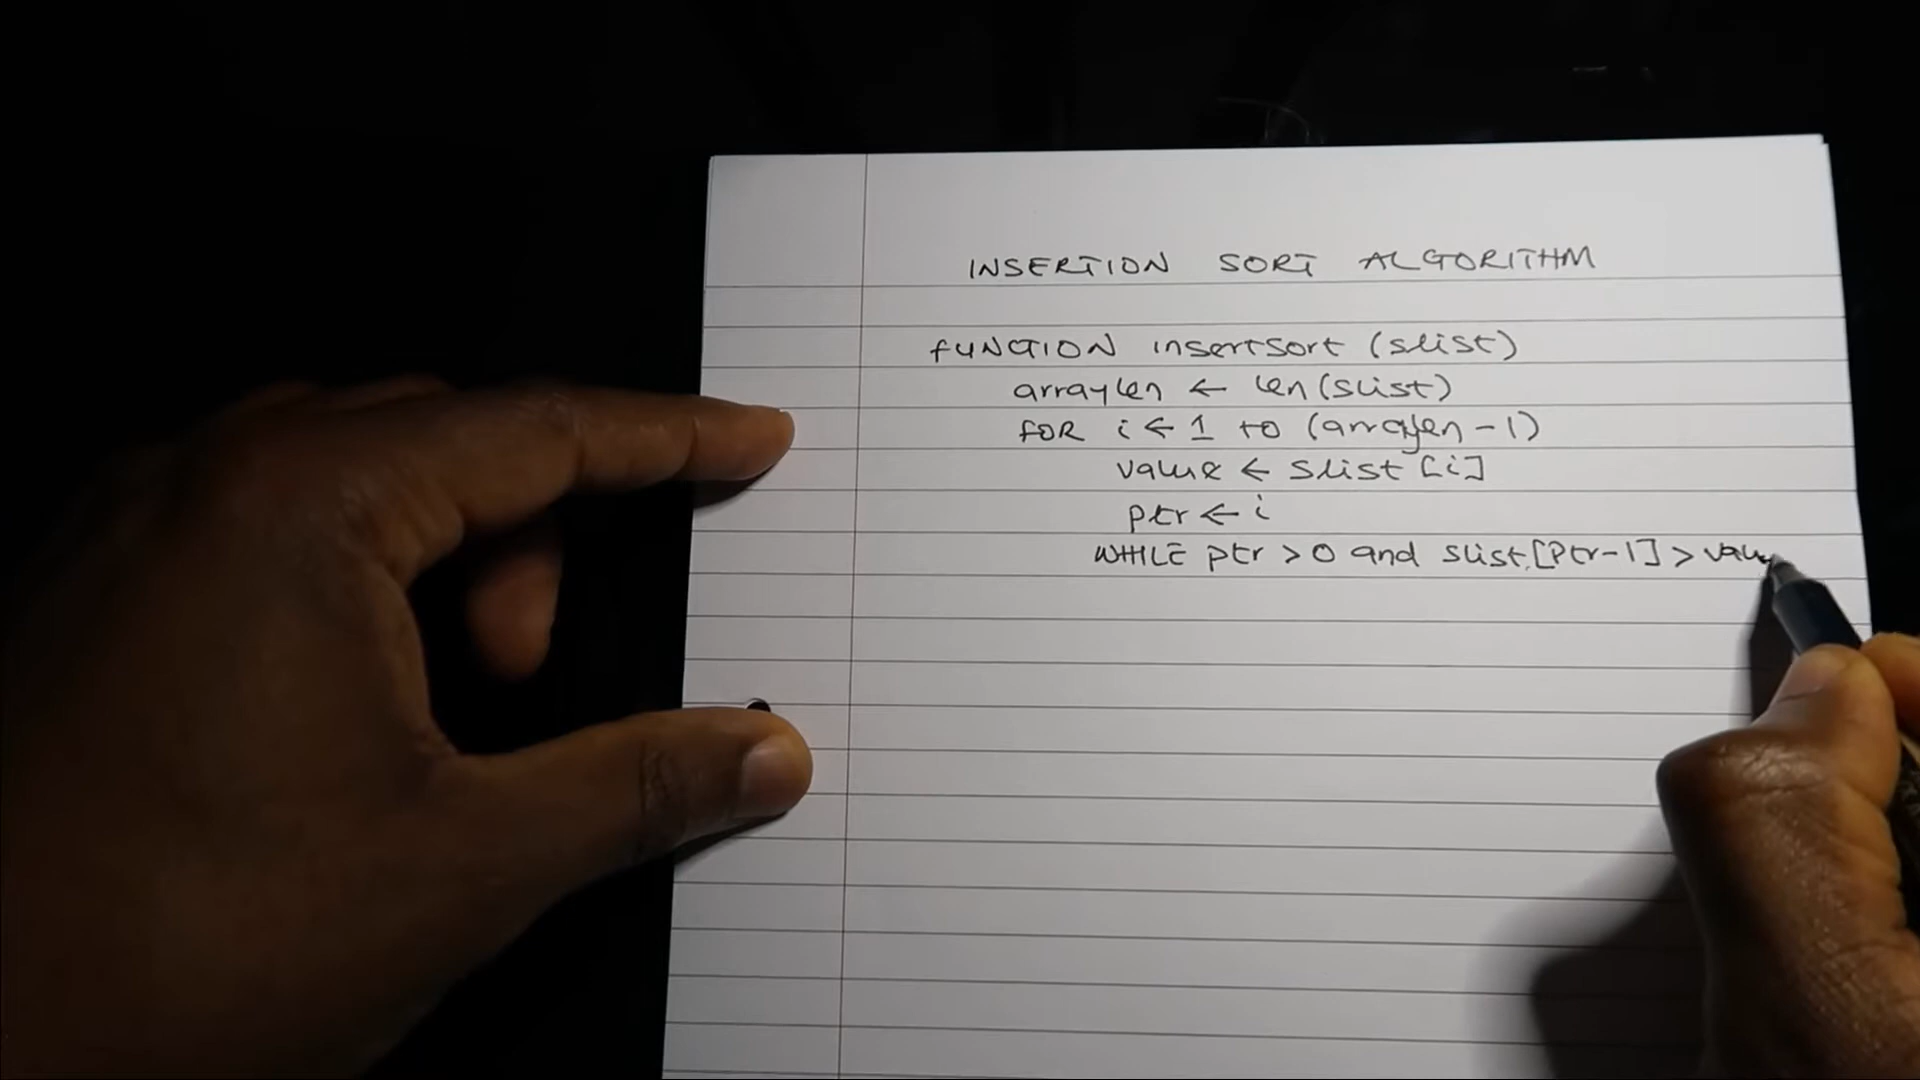 INSERTION SORT ALGORITHM
fUNCTION insertsort (slist)
arraylen ← len(slist)
FOR i ← 1 to (arraylen - 1)
value ← slist [i]
ptr ← i
WHILE ptr > 0 and slist[Ptr-1] > valu